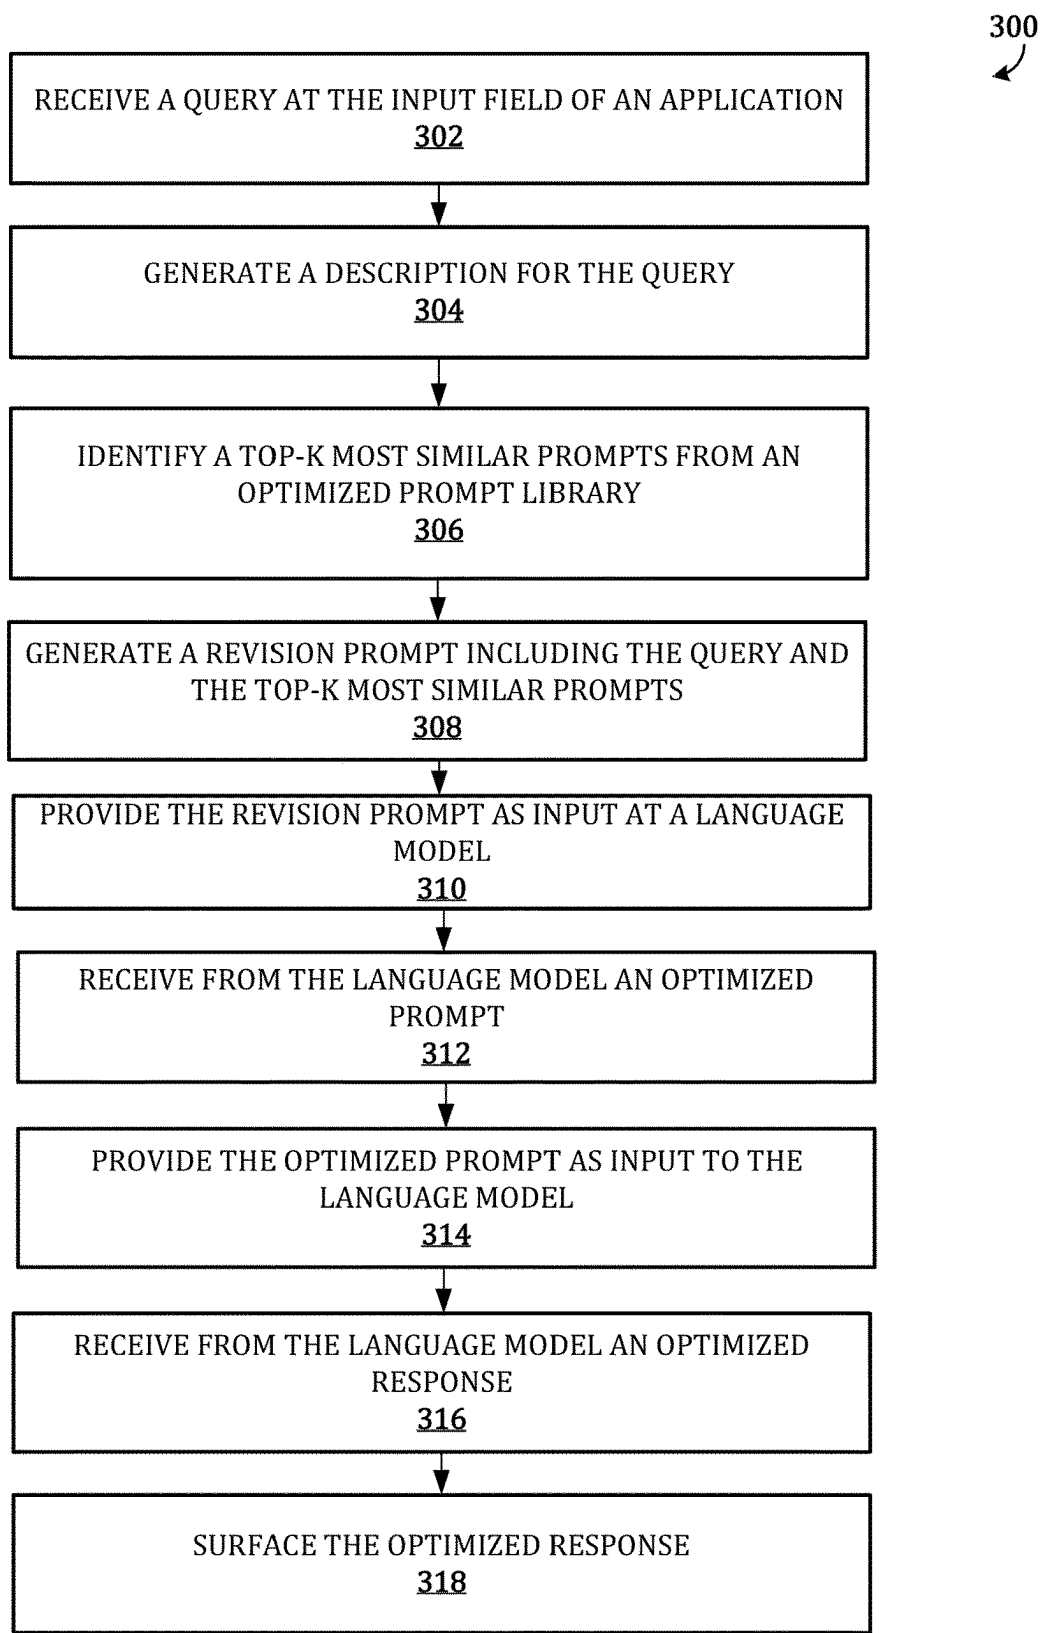 300
RECEIVE A QUERY AT THE INPUT FIELD OF AN APPLICATION
302
GENERATE A DESCRIPTION FOR THE QUERY
304
IDENTIFY A TOP-K MOST SIMILAR PROMPTS FROM AN
OPTIMIZED PROMPT LIBRARY
306
GENERATE A REVISION PROMPT INCLUDING THE QUERY AND
THE TOP-K MOST SIMILAR PROMPTS
308
PROVIDE THE REVISION PROMPT AS INPUT AT A LANGUAGE
MODEL
310
RECEIVE FROM THE LANGUAGE MODEL AN OPTIMIZED
PROMPT
312
PROVIDE THE OPTIMIZED PROMPT AS INPUT TO THE
LANGUAGE MODEL
314
RECEIVE FROM THE LANGUAGE MODEL AN OPTIMIZED
RESPONSE
316
SURFACE THE OPTIMIZED RESPONSE
318